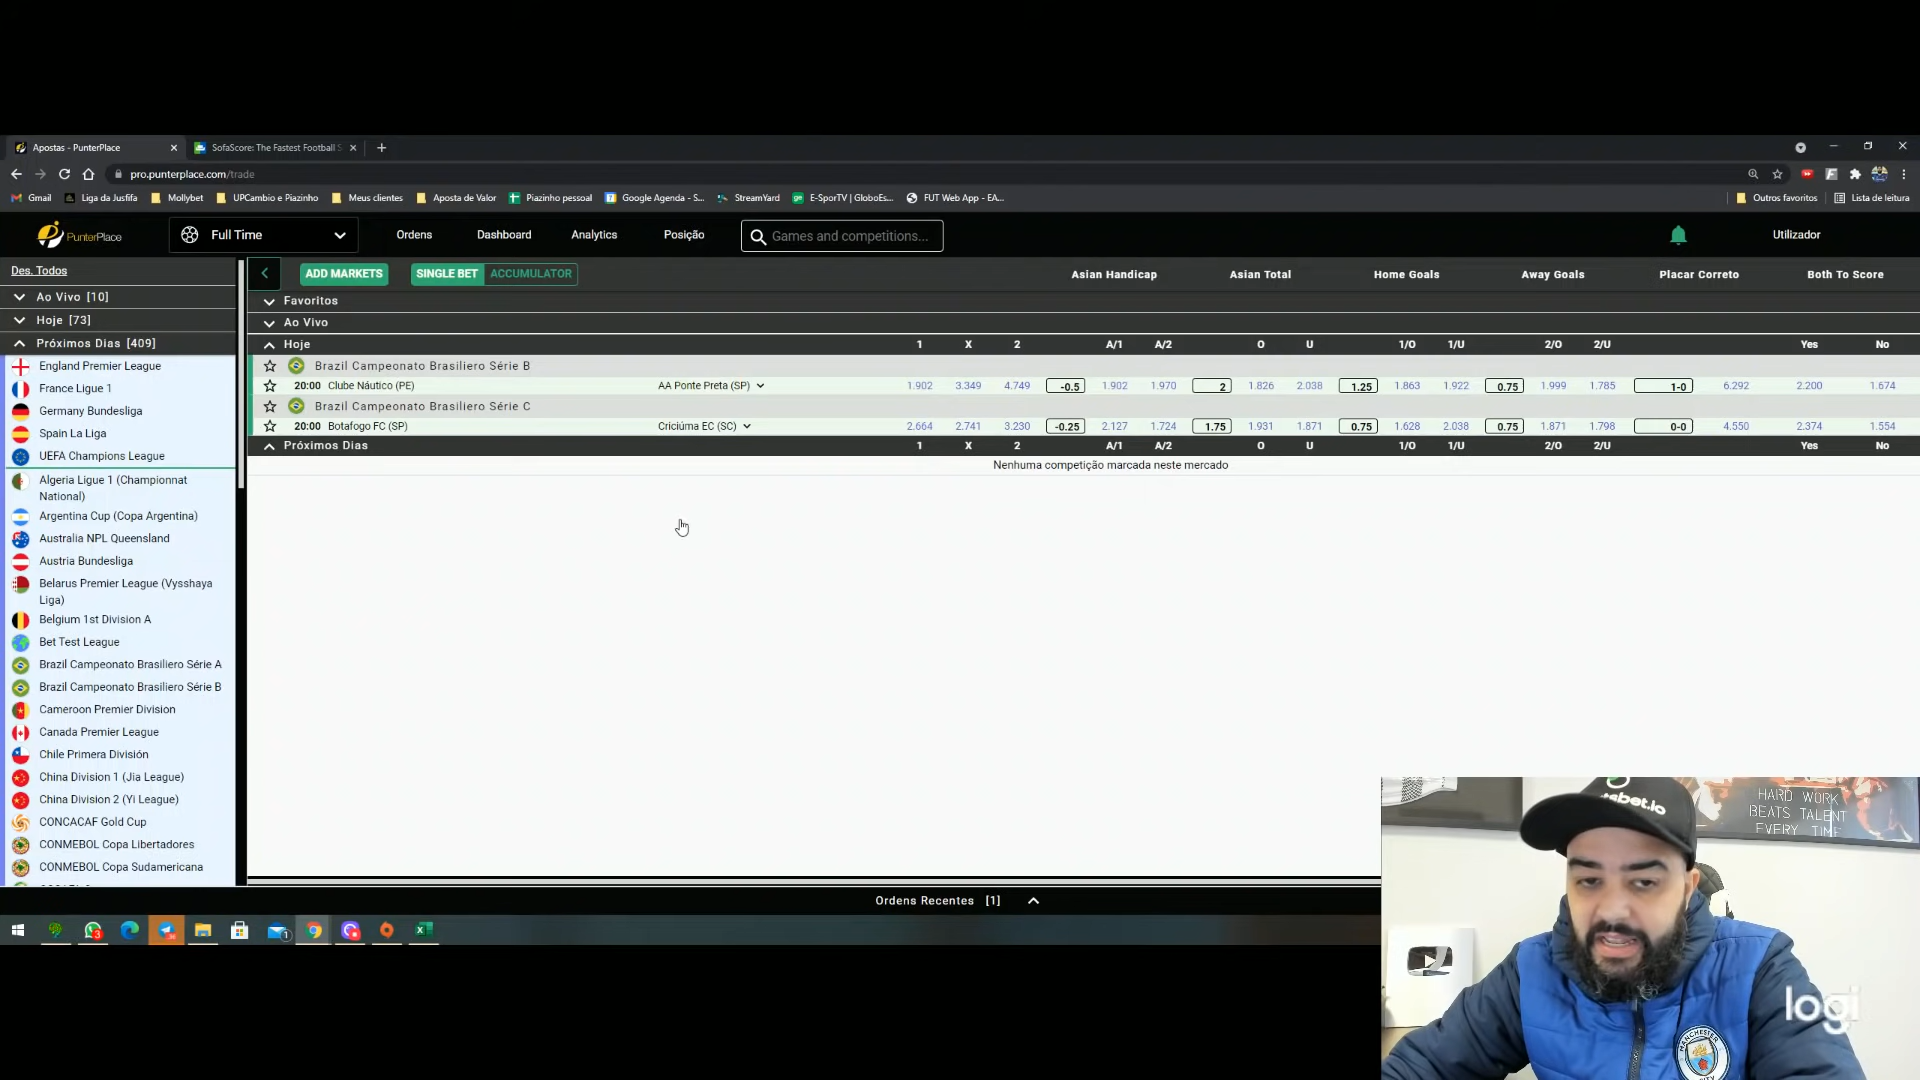 Apostas - PunterPlace
SofaScore: The Fastest Football S
pro.punterplace.com/trade
Gmail Liga da Jusfifa Mollybet UPCambio e Piazinho Meus clientes Aposta de Valor Piazinho pessoal Google Agenda - S... StreamYard E-SporTV | GloboEs... FUT Web App - EA... Outros favoritos Lista de leitura
PunterPlace Full Time Ordens Dashboard Analytics Posição Games and competitions... Utilizador
Des. Todos
Ao Vivo [10]
Hoje [73]
Próximos Dias [409]
England Premier League
France Ligue 1
Germany Bundesliga
Spain La Liga
UEFA Champions League
Algeria Ligue 1 (Championnat
National)
Argentina Cup (Copa Argentina)
Australia NPL Queensland
Austria Bundesliga
Belarus Premier League (Vysshaya
Liga)
Belgium 1st Division A
Bet Test League
Brazil Campeonato Brasiliero Série A
Brazil Campeonato Brasiliero Série B
Cameroon Premier Division
Canada Premier League
Chile Primera División
China Division 1 (Jia League)
China Division 2 (Yi League)
CONCACAF Gold Cup
CONMEBOL Copa Libertadores
CONMEBOL Copa Sudamericana
ADD MARKETS SINGLE BET ACCUMULATOR Asian Handicap Asian Total Home Goals Away Goals Placar Correto Both To Score
Favoritos
Ao Vivo
Hoje 1 X 2 A/1 A/2 O U 1/O 1/U 2/O 2/U Yes No
Brazil Campeonato Brasiliero Série B
20:00 Clube Náutico (PE) AA Ponte Preta (SP) 1.902 3.349 4.749 -0.5 1.902 1.970 2 1.826 2.038 1.25 1.863 1.922 0.75 1.999 1.785 1-0 6.292 2.200 1.674
Brazil Campeonato Brasiliero Série C
20:00 Botafogo FC (SP) Criciúma EC (SC) 2.664 2.741 3.230 -0.25 2.127 1.724 1.75 1.931 1.871 0.75 1.628 2.038 0.75 1.871 1.798 0-0 4.550 2.374 1.554
Próximos Dias 1 X 2 A/1 A/2 O U 1/O 1/U 2/O 2/U Yes No
Nenhuma competição marcada neste mercado
Ordens Recentes [1]
HARD WORK
BEATS TALENT
EVERY TIME
bet.io
logi
MANCHESTER
CITY